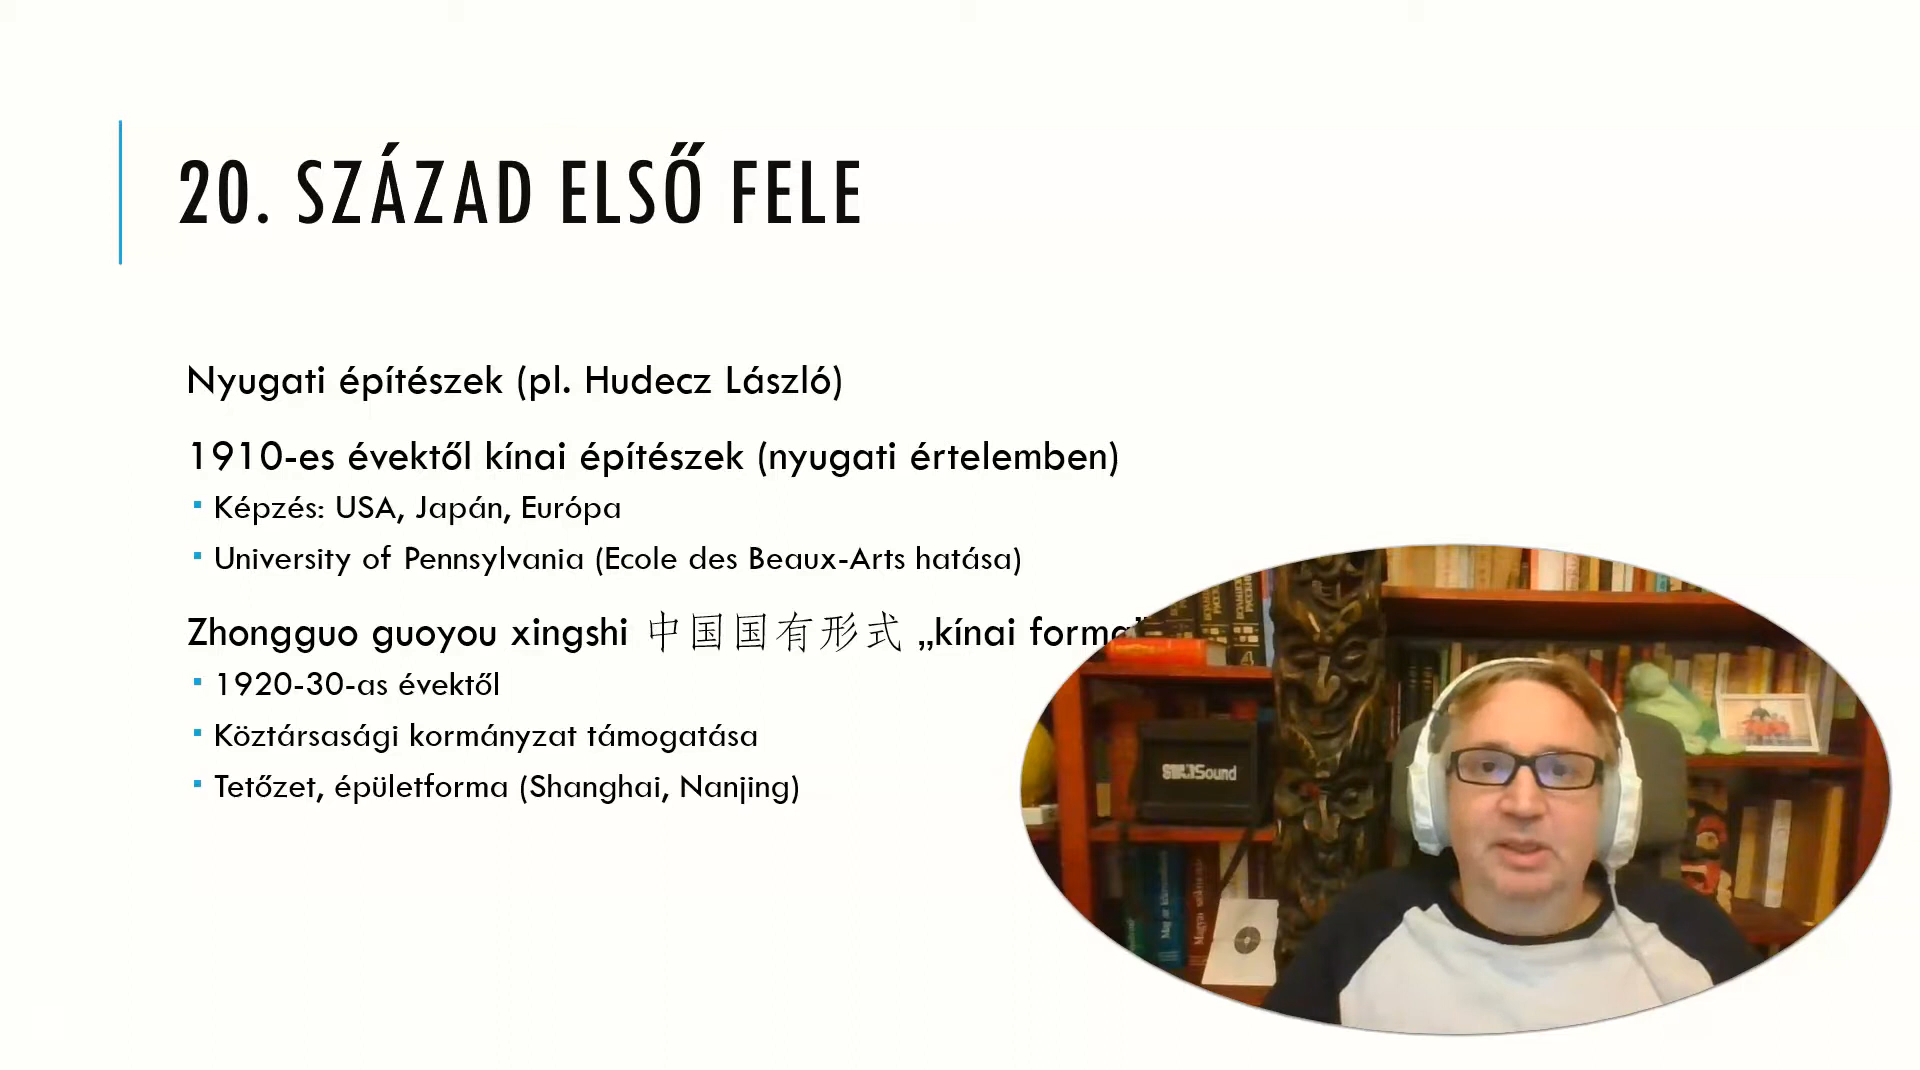 20. SZÁZAD ELSŐ FELE
Nyugati építészek (pl. Hudecz László)
1910-es évektől kínai építészek (nyugati értelemben)
▪ Képzés: USA, Japán, Európa
▪ University of Pennsylvania (Ecole des Beaux-Arts hatása)
Zhongguo guoyou xingshi 中国国有形式 „kínai forma”
▪ 1920-30-as évektől
▪ Köztársasági kormányzat támogatása
▪ Tetőzet, épületforma (Shanghai, Nanjing)
Sound